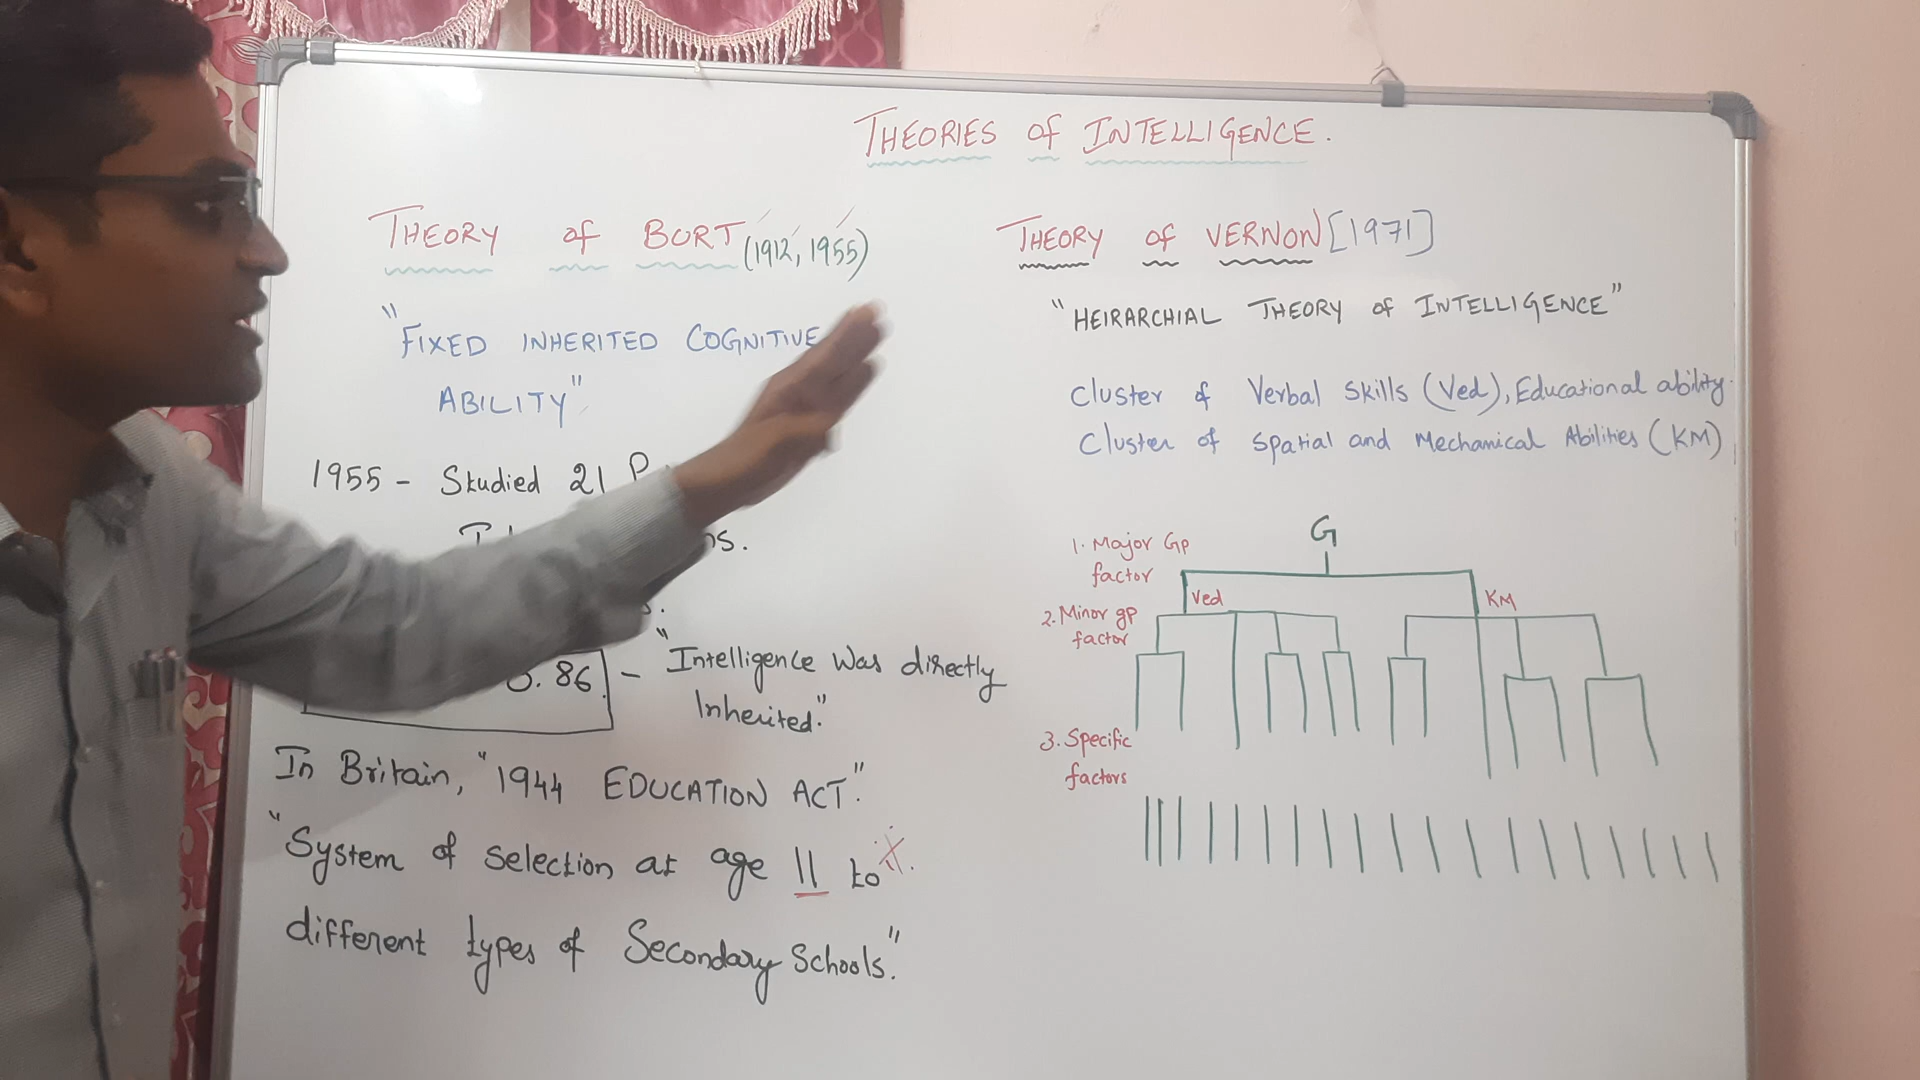 THEORIES of INTELLIGENCE.
THEORY of BURT (1912, 1955)
"FIXED INHERITED COGNITIVE
ABILITY"
1955 - Studied 21
0.86 - "Intelligence Was directly
Inherited."
In Britain, "1944 EDUCATION ACT".
"System of selection at age 11 to
different types of Secondary Schools."
THEORY of VERNON [1971]
"HEIRARCHIAL THEORY of INTELLIGENCE"
Cluster of Verbal Skills (Ved), Educational ability.
Cluster of Spatial and Mechanical Abilities (KM)
G
1. Major Gp
factor
Ved
KM
2. Minor gp
factor
3. Specific
factors